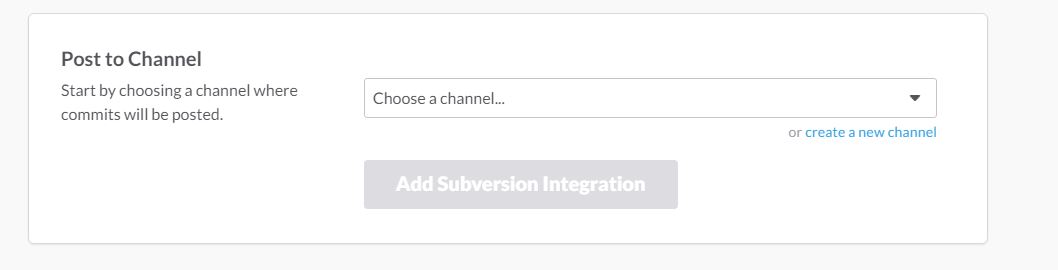 Post to Channel
Start by choosing a channel where
commits will be posted.
Choose a channel...
or create a new channel
Add Subversion Integration